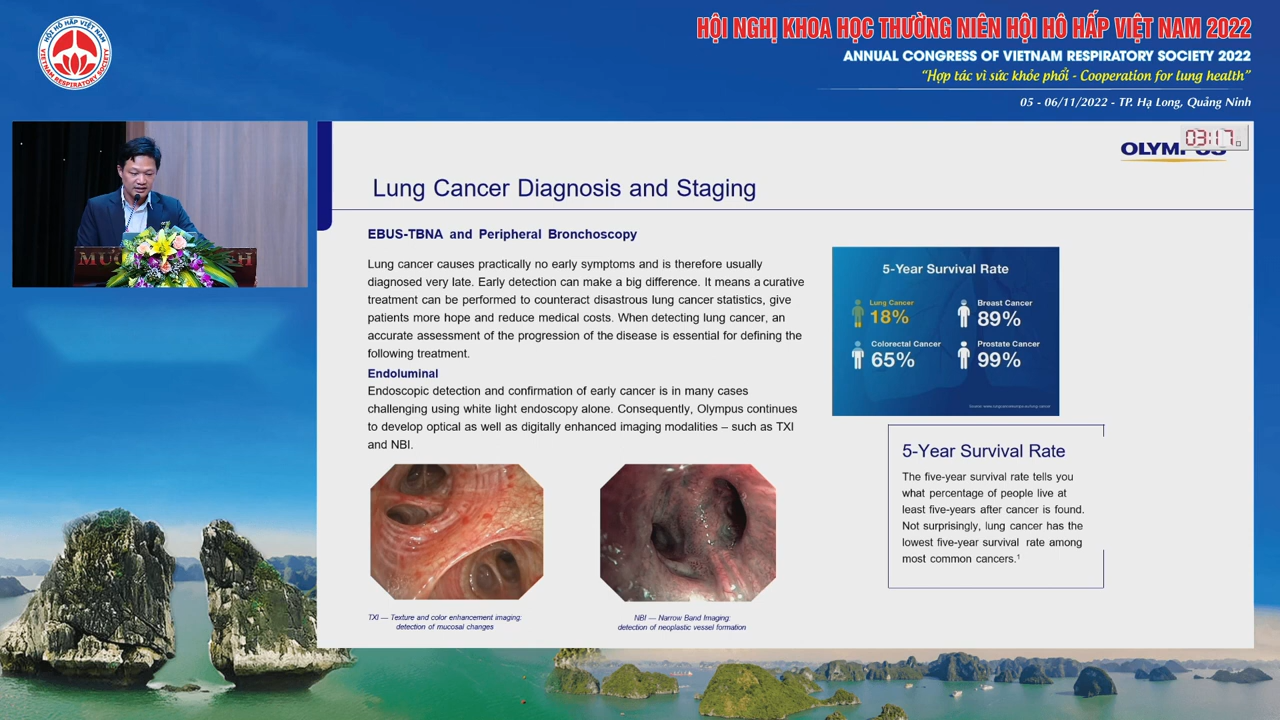 HỘI HÔ HẤP VIỆT NAM
VIETNAM RESPIRATORY SOCIETY
HỘI NGHỊ KHOA HỌC THƯỜNG NIÊN HỘI HÔ HẤP VIỆT NAM 2022
ANNUAL CONGRESS OF VIETNAM RESPIRATORY SOCIETY 2022
“Hợp tác vì sức khỏe phổi - Cooperation for lung health”
05 - 06/11/2022 - TP. Hạ Long, Quảng Ninh
03:17
Lung Cancer Diagnosis and Staging
EBUS-TBNA and Peripheral Bronchoscopy
Lung cancer causes practically no early symptoms and is therefore usually
diagnosed very late. Early detection can make a big difference. It means a curative
treatment can be performed to counteract disastrous lung cancer statistics, give
patients more hope and reduce medical costs. When detecting lung cancer, an
accurate assessment of the progression of the disease is essential for defining the
following treatment.
Endoluminal
Endoscopic detection and confirmation of early cancer is in many cases
challenging using white light endoscopy alone. Consequently, Olympus continues
to develop optical as well as digitally enhanced imaging modalities – such as TXI
and NBI.
TXI — Texture and color enhancement imaging:
detection of mucosal changes
NBI — Narrow Band Imaging:
detection of neoplastic vessel formation
5-Year Survival Rate
Lung Cancer
18%
Breast Cancer
89%
Colorectal Cancer
65%
Prostate Cancer
99%
5-Year Survival Rate
The five-year survival rate tells you
what percentage of people live at
least five-years after cancer is found.
Not surprisingly, lung cancer has the
lowest five-year survival rate among
most common cancers.¹